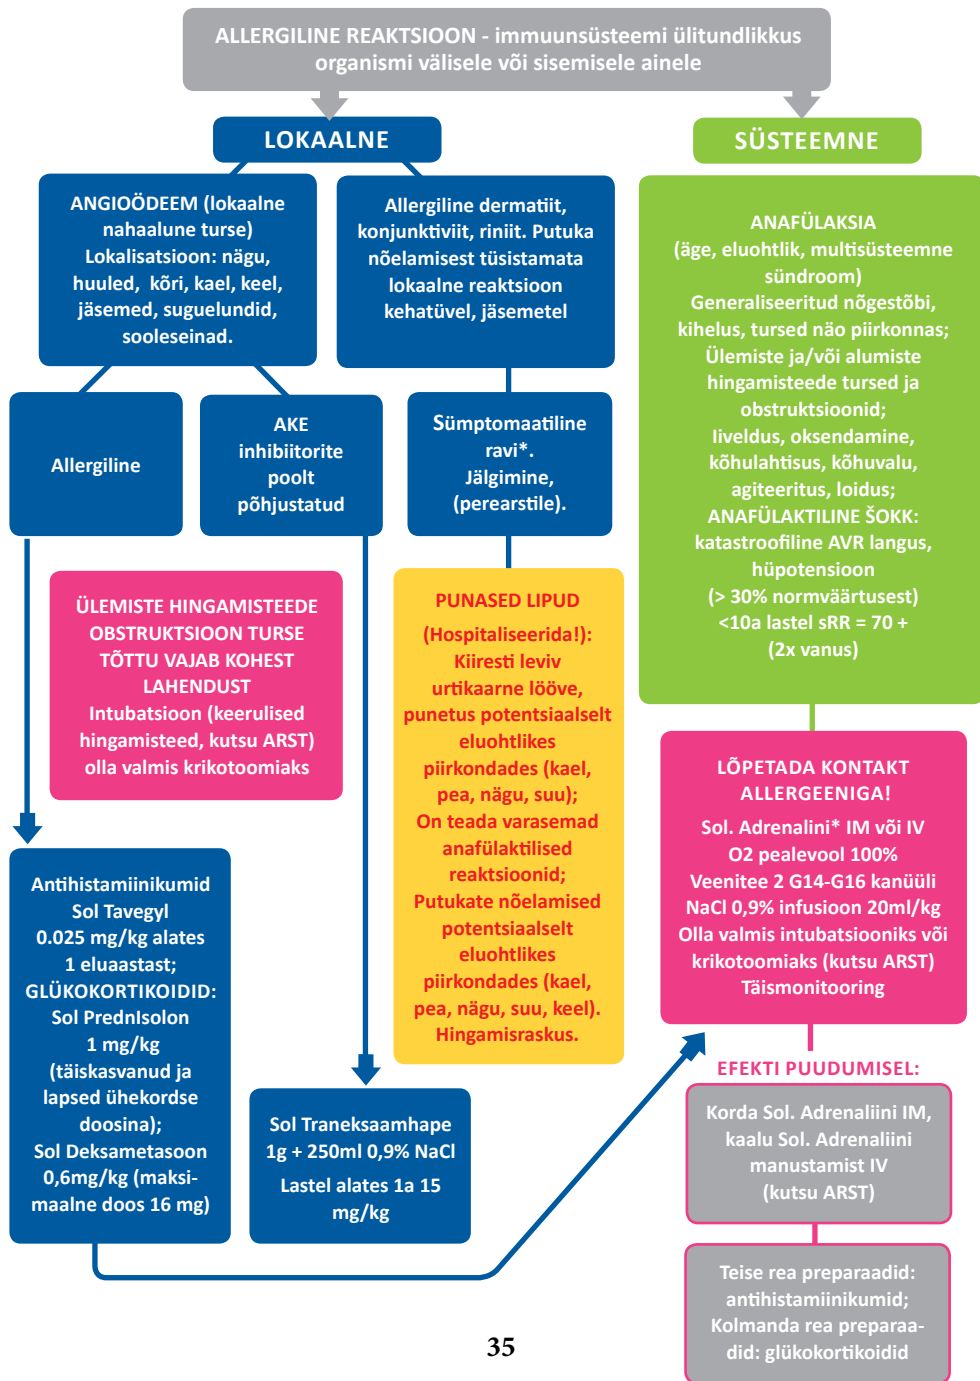 ALLERGILINE REAKTSIOON - immuunsüsteemi ülitundlikkus
organismi välisele või sisemisele ainele
LOKAALNE
SÜSTEEMNE
ANGIOÖDEEM (lokaalne
nahaalune turse)
Lokalisatsioon: nägu,
huuled, kõri, kael, keel,
jäsemed, suguelundid,
sooleseinad.
Allergiline dermatiit,
konjunktiviit, riniit. Putuka
nõelamisest tüsistamata
lokaalne reaktsioon
kehatüvel, jäsemetel
ANAFÜLAKSIA
(äge, eluohtlik, multisüsteemne
sündroom)
Generaliseeritud nõgestõbi,
kihelus, tursed näo piirkonnas;
Ülemiste ja/või alumiste
hingamisteede tursed ja
obstruktsioonid;
Iiveldus, oksendamine,
kõhulahtisus, kõhuvalu,
agiteeritus, loidus;
ANAFÜLAKTILINE ŠOKK:
katastroofiline AVR langus,
hüpotensioon
(> 30% normväärtusest)
<10a lastel sRR = 70 +
(2x vanus)
Allergiline
AKE
inhibiitorite
poolt
põhjustatud
Sümptomaatiline
ravi*.
Jälgimine,
(perearstile).
ÜLEMISTE HINGAMISTEEDE
OBSTRUKTSIOON TURSE
TÕTTU VAJAB KOHEST
LAHENDUST
Intubatsioon (keerulised
hingamisteed, kutsu ARST)
olla valmis krikotoomiaks
PUNASED LIPUD
(Hospitaliseerida!):
Kiiresti leviv
urtikaarne lööve,
punetus potentsiaalselt
eluohtlikes
piirkondades (kael,
pea, nägu, suu);
On teada varasemad
anafülaktilised
reaktsioonid;
Putukate nõelamised
potentsiaalselt
eluohtlikes
piirkondades (kael,
pea, nägu, suu, keel).
Hingamisraskus.
LÕPETADA KONTAKT
ALLERGEENIGA!
Sol. Adrenalini* IM või IV
O2 pealevool 100%
Veenitee 2 G14-G16 kanüüli
NaCl 0,9% infusioon 20ml/kg
Olla valmis intubatsiooniks või
krikotoomiaks (kutsu ARST)
Täismonitooring
Antihistamiinikumid
Sol Tavegyl
0.025 mg/kg alates
1 eluaastast;
GLÜKOKORTIKOIDID:
Sol PrednIsolon
1 mg/kg
(täiskasvanud ja
lapsed ühekordse
doosina);
Sol Deksametasoon
0,6mg/kg (maksi-
maalne doos 16 mg)
Sol Traneksaamhape
1g + 250ml 0,9% NaCl
Lastel alates 1a 15
mg/kg
EFEKTI PUUDUMISEL:
Korda Sol. Adrenaliini IM,
kaalu Sol. Adrenaliini
manustamist IV
(kutsu ARST)
Teise rea preparaadid:
antihistamiinikumid;
Kolmanda rea preparaa-
did: glükokortikoidid
35